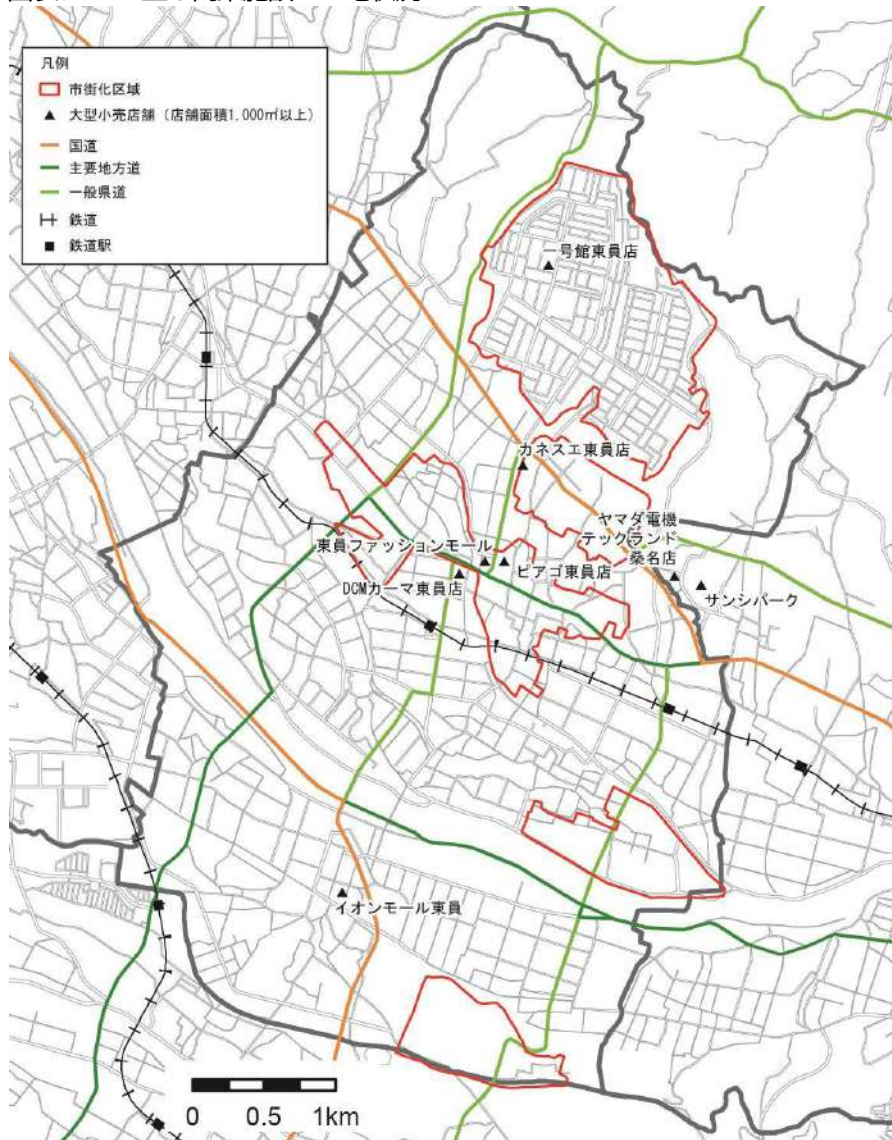 凡例
市街化区域
大型小売店舗（店舗面積1,000㎡以上）
国道
主要地方道
一般県道
鉄道
鉄道駅
一号館東員店
カネスエ東員店
ヤマダ電機
テックランド
桑名店
東員ファッションモール
ピアゴ東員店
DCMカーマ東員店
サンシパーク
イオンモール東員
0 0.5 1km